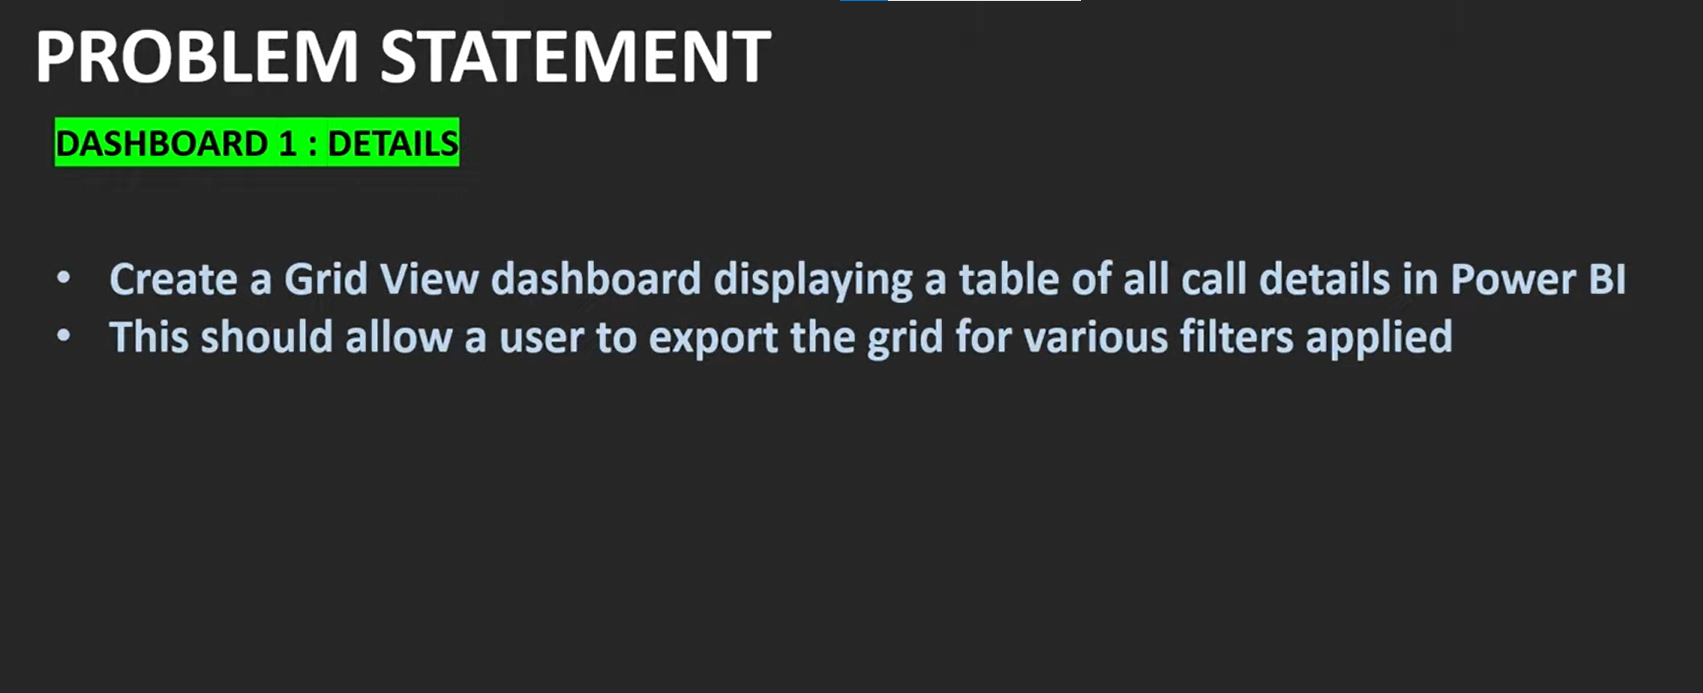 PROBLEM STATEMENT
DASHBOARD 1 : DETAILS
• Create a Grid View dashboard displaying a table of all call details in Power BI
• This should allow a user to export the grid for various filters applied